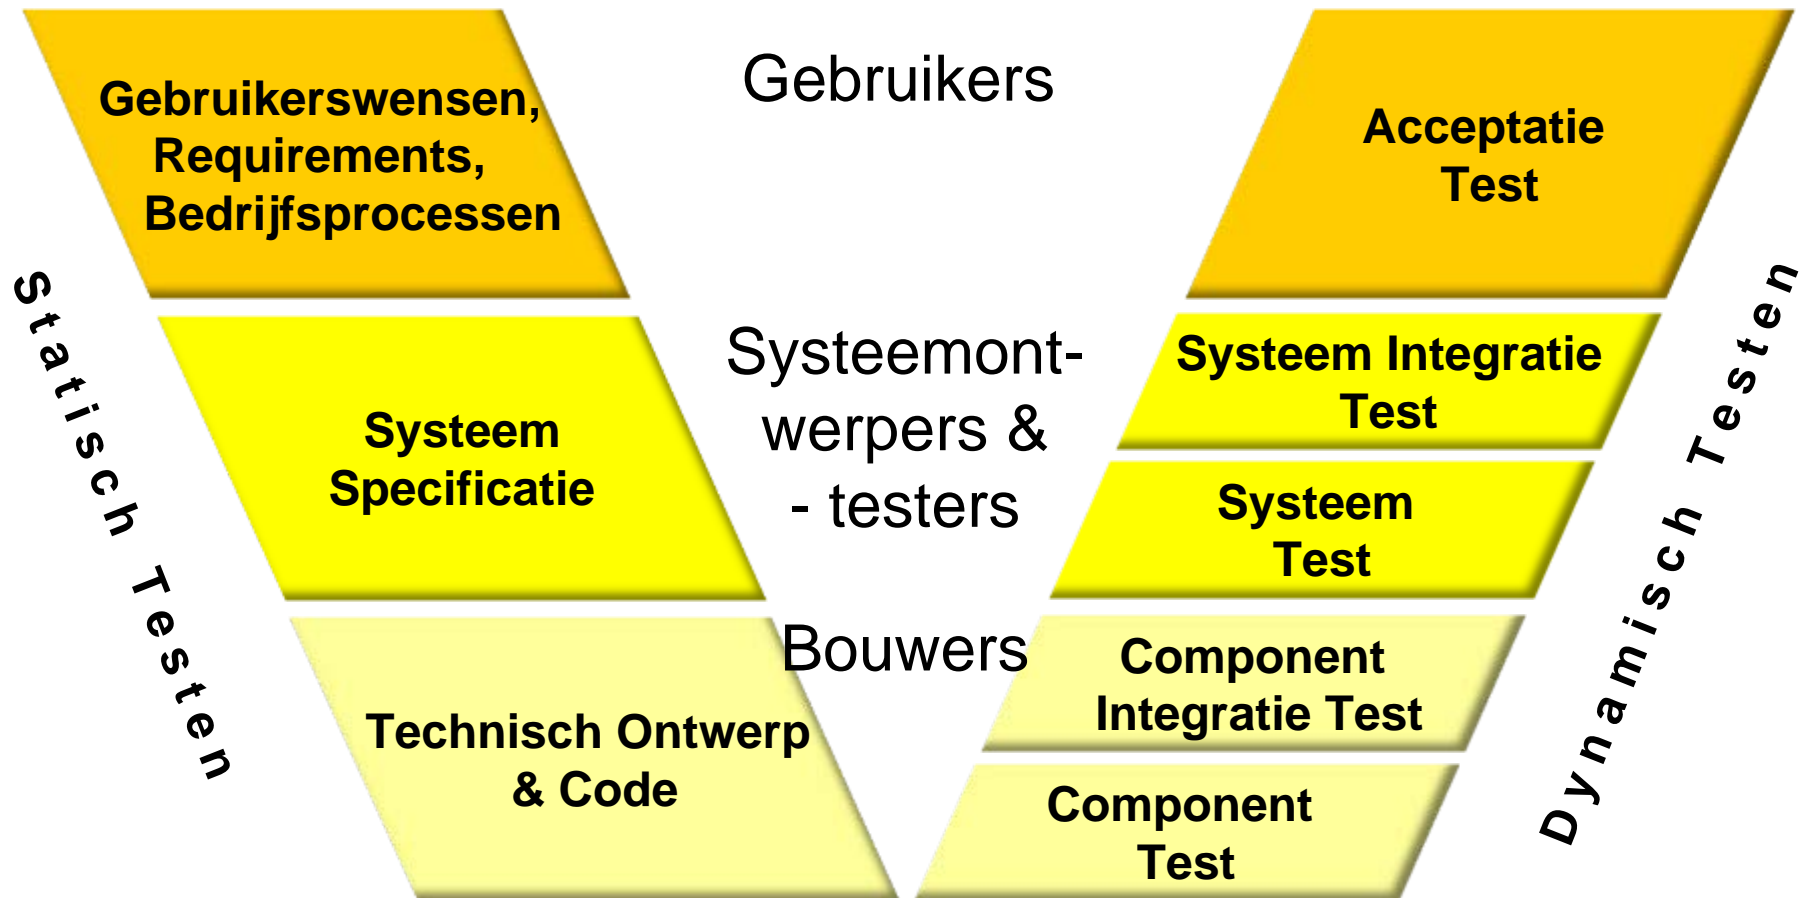 Gebruikerswensen,
Requirements,
Bedrijfsprocessen
Systeem
Specificatie
Technisch Ontwerp
& Code
Statisch Testen
Gebruikers
Systeemont-
werpers &
- testers
Bouwers
Acceptatie
Test
Systeem Integratie
Test
Systeem
Test
Component
Integratie Test
Component
Test
Dynamisch Testen